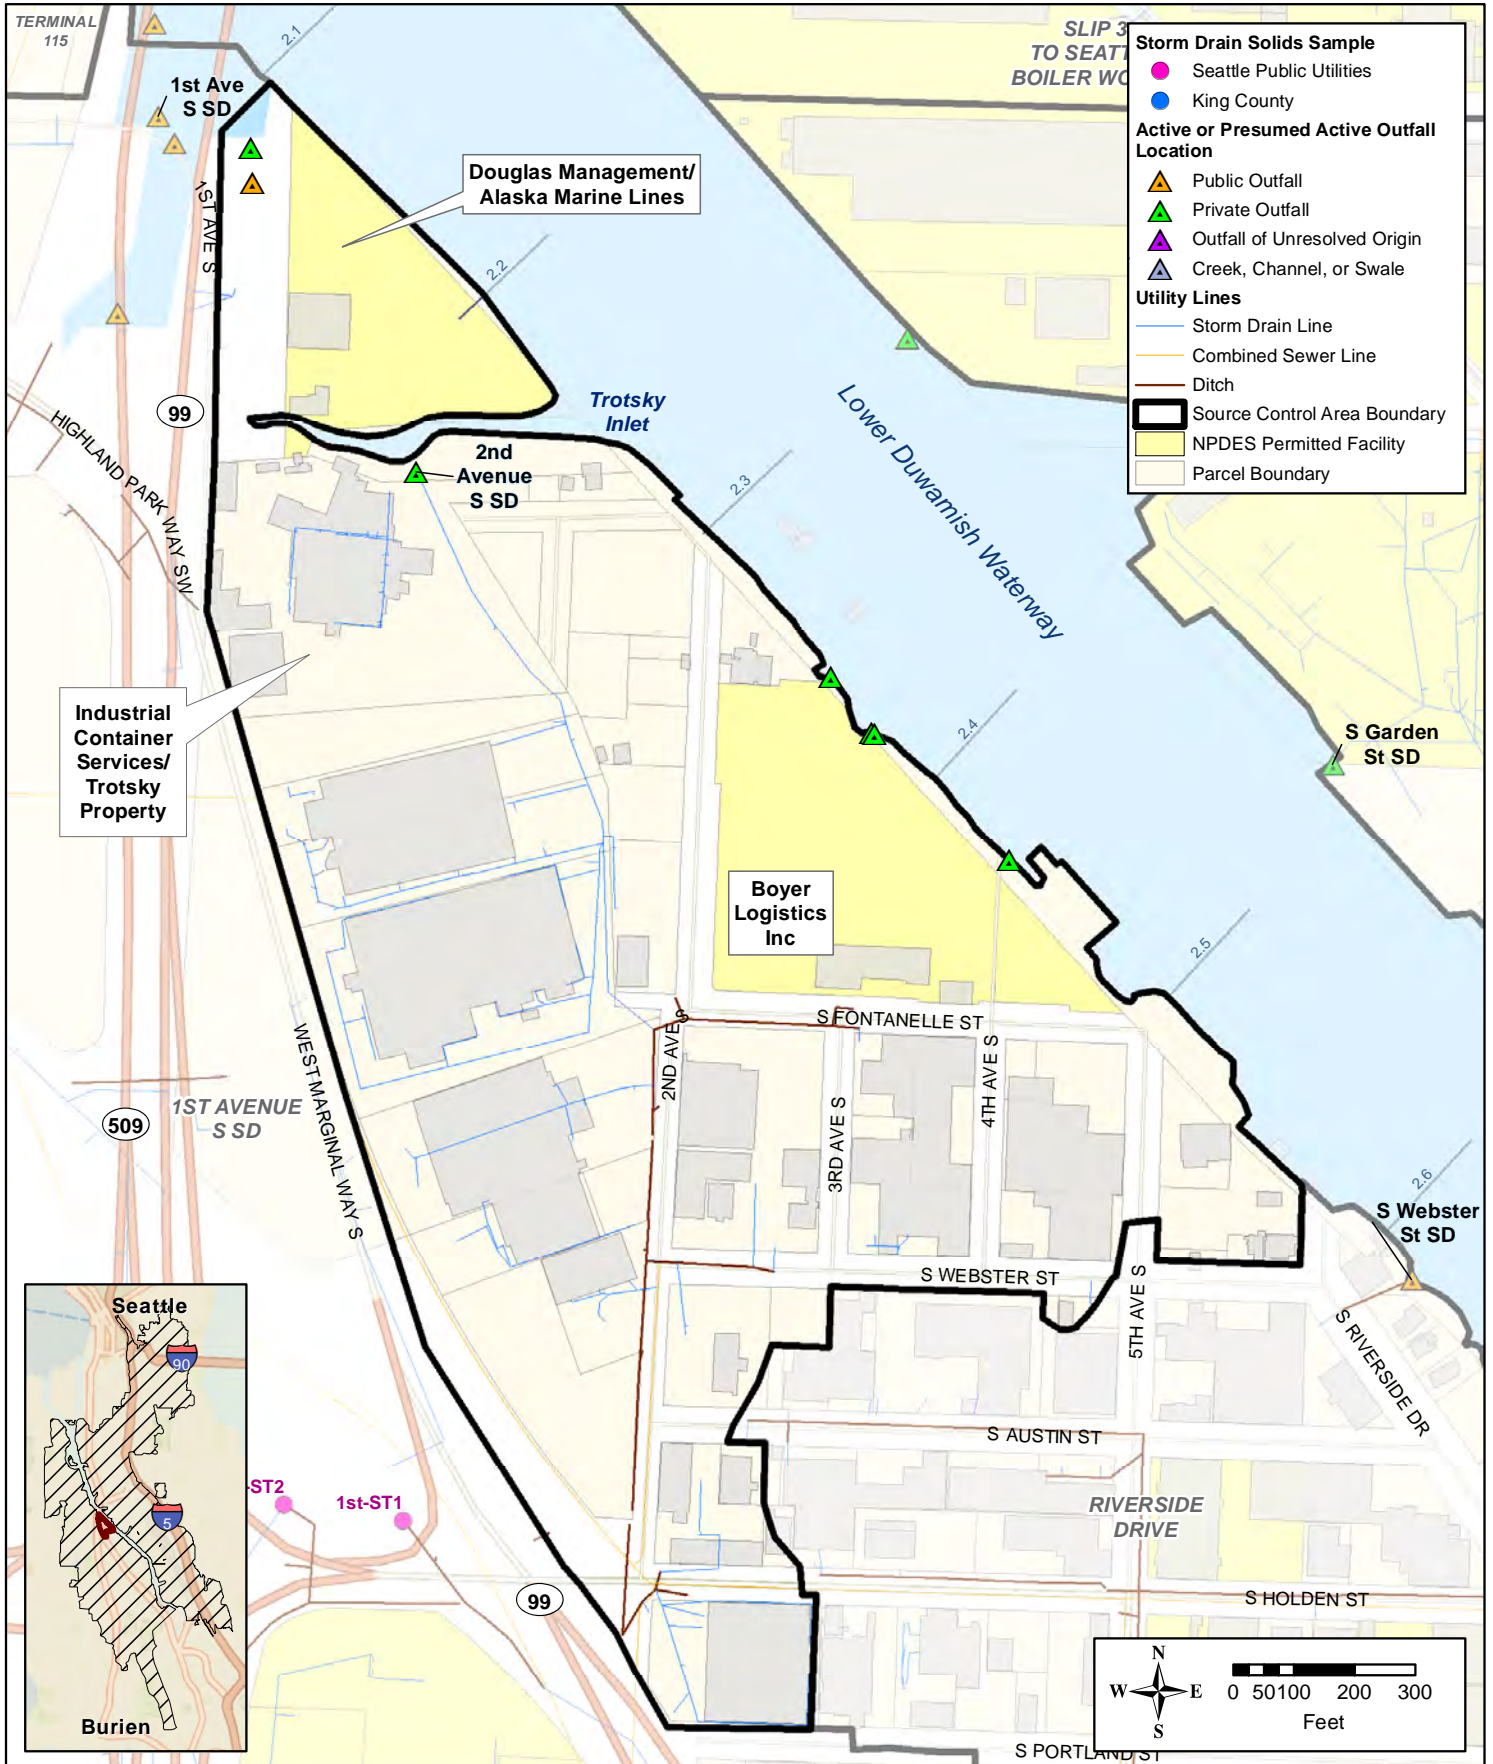 TERMINAL
115
2.1
SLIP 3
TO SEATT
BOILER WO
1st Ave
S SD
Storm Drain Solids Sample
Seattle Public Utilities
King County
Active or Presumed Active Outfall
Location
Public Outfall
Private Outfall
Outfall of Unresolved Origin
Creek, Channel, or Swale
Utility Lines
Storm Drain Line
Combined Sewer Line
Ditch
Source Control Area Boundary
NPDES Permitted Facility
Parcel Boundary
Douglas Management/
Alaska Marine Lines
1ST AVE S
2.2
99
Trotsky
Inlet
Lower Duwamish Waterway
HIGHLAND PARK WAY SW
2nd
Avenue
S SD
2.3
Industrial
Container
Services/
Trotsky
Property
2.4
S Garden
St SD
Boyer
Logistics
Inc
2.5
S FONTANELLE ST
WEST MARGINAL WAY S
2ND AVE S
3RD AVE S
4TH AVE S
509
1ST AVENUE
S SD
2.6
S Webster
St SD
S WEBSTER ST
5TH AVE S
S RIVERSIDE DR
Seattle
90
5
Burien
S AUSTIN ST
-ST2
1st-ST1
RIVERSIDE
DRIVE
99
S HOLDEN ST
N
W E
S
0 50 100 200 300
Feet
S PORTLAND ST